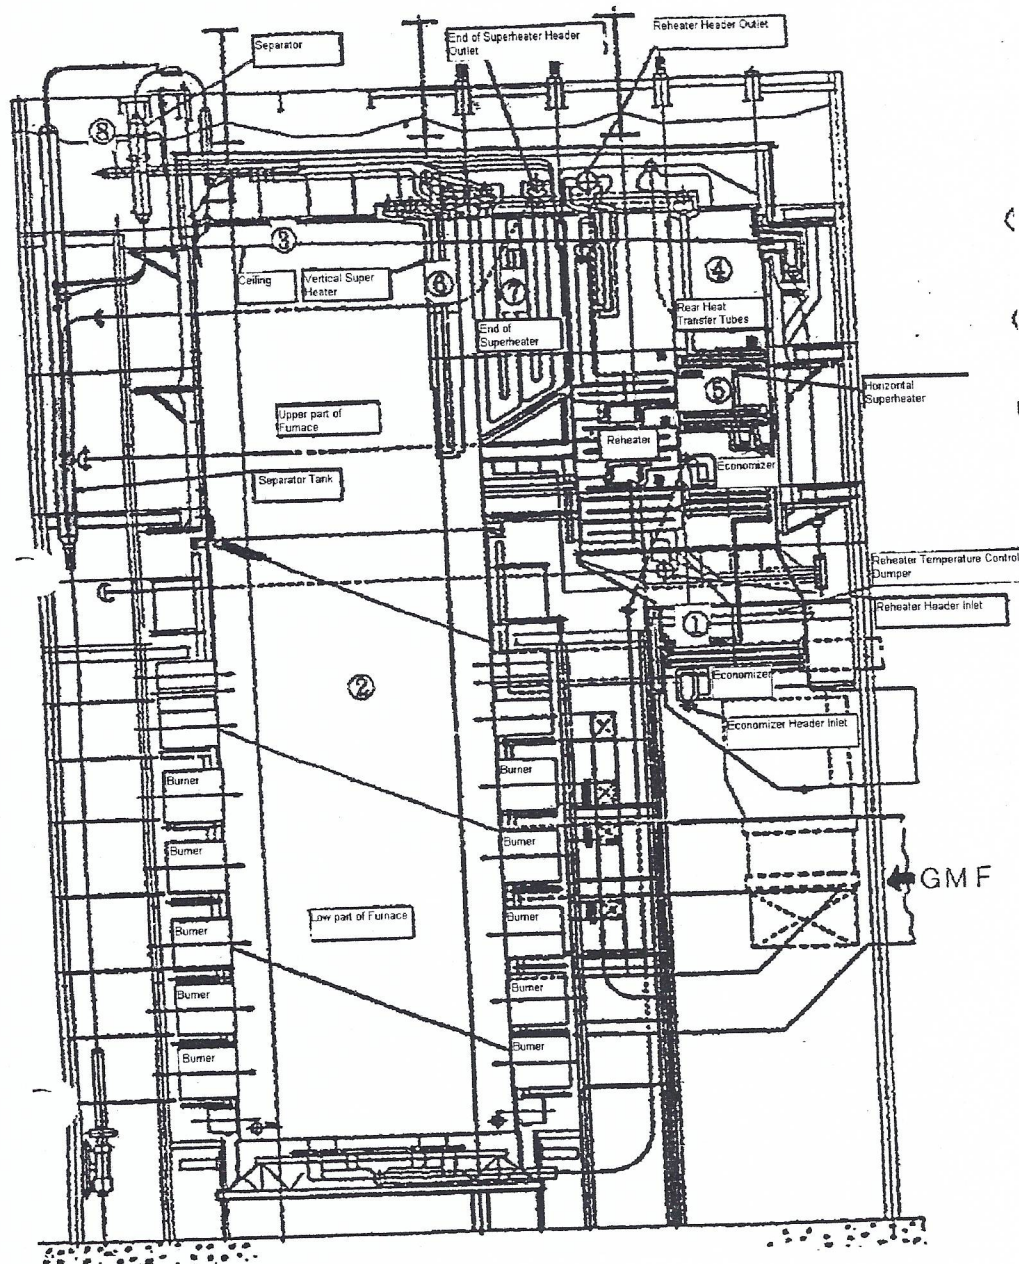 Separator
End of Superheater Header
Outlet
Reheater Header Outlet
8
3
Ceiling
Vertical Super
Heater
6
7
4
End of
Superheater
Rear Heat
Transfer Tubes
5
Horizontal
Superheater
Upper part of
Furnace
Reheater
Economizer
Separator Tank
Reheater Temperature Control
Dumper
Reheater Header Inlet
1
2
Economizer
Economizer Header Inlet
Burner
Burner
Burner
Burner
GMF
Low part of Furnace
Burner
Burner
Burner
Burner
Burner